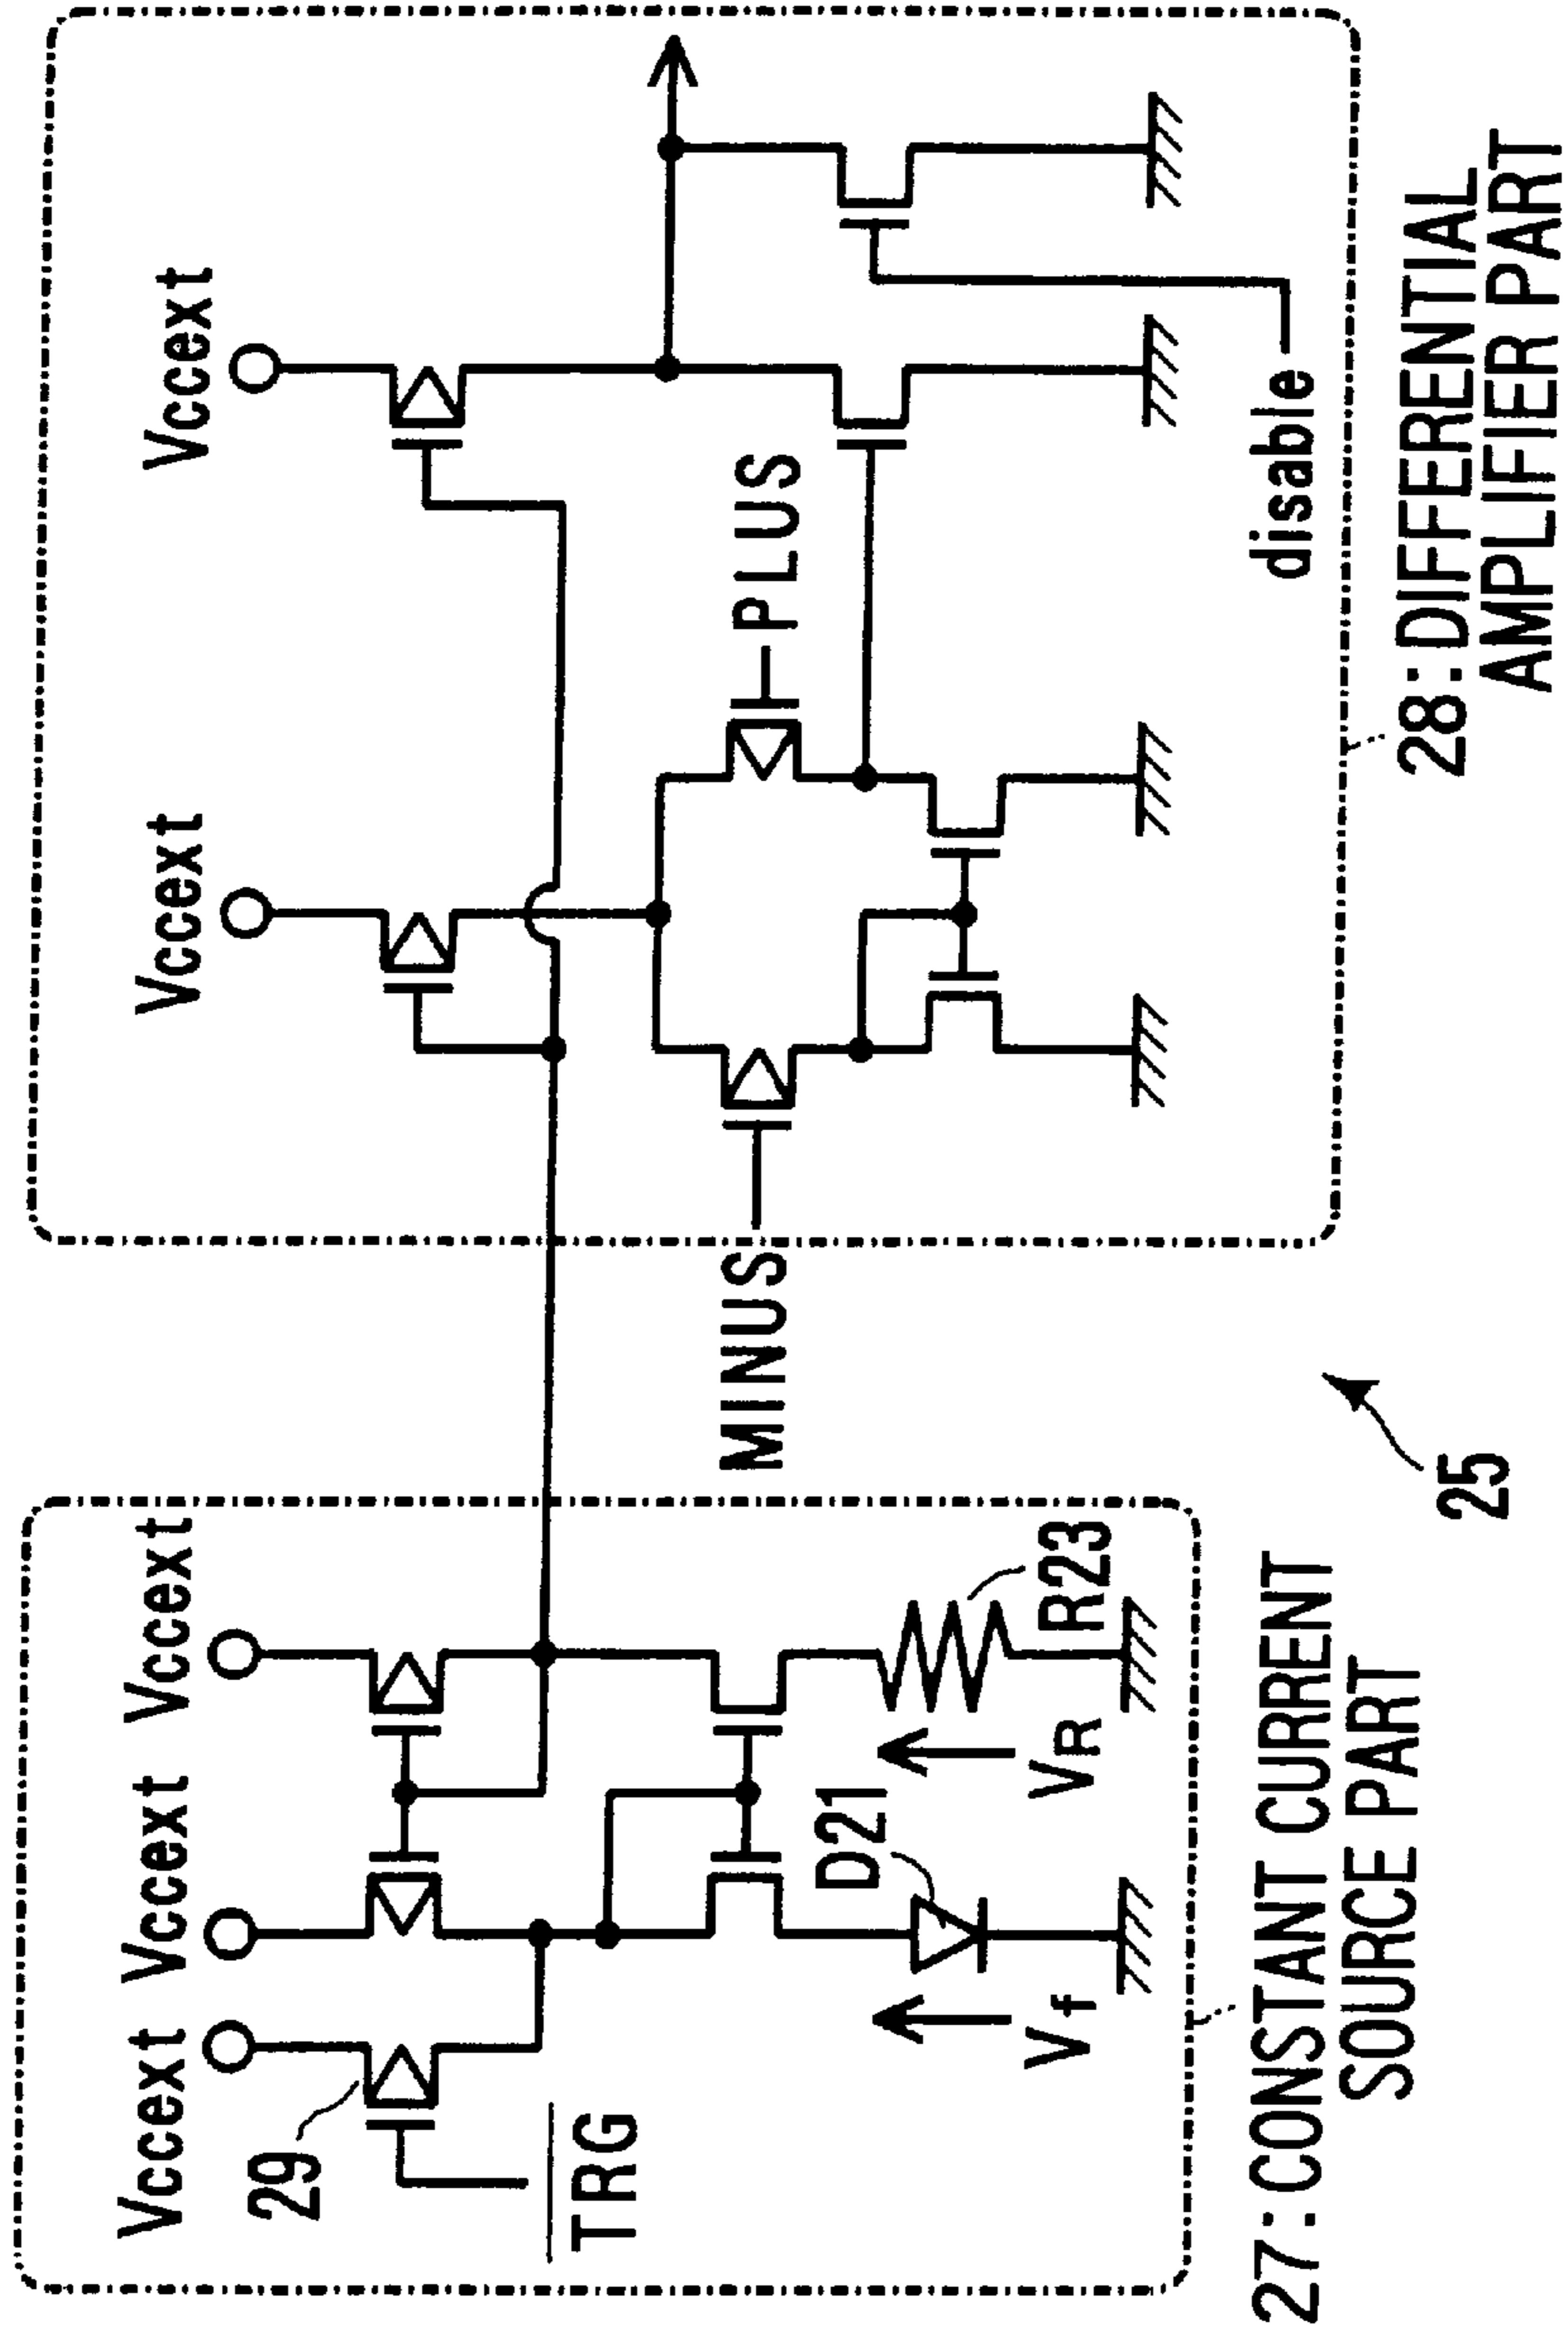 Vccext
Vccext
Vccext
Vccext
Vccext
29
TRG
MINUS
PLUS
D21
R23
Vf
VR
disable
25
27:CONSTANT CURRENT
SOURCE PART
28:DIFFERENTIAL
AMPLIFIER PART